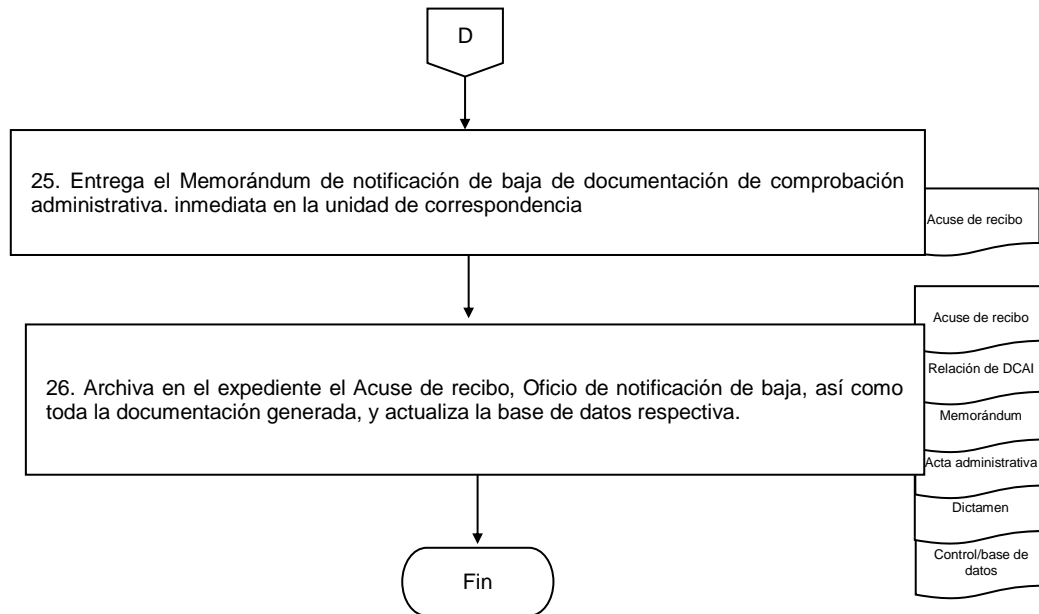 D
25. Entrega el Memorándum de notificación de baja de documentación de comprobación
administrativa. inmediata en la unidad de correspondencia
Acuse de recibo
26. Archiva en el expediente el Acuse de recibo, Oficio de notificación de baja, así como
toda la documentación generada, y actualiza la base de datos respectiva.
Acuse de recibo
Relación de DCAI
Memorándum
Acta administrativa
Dictamen
Control/base de
datos
Fin